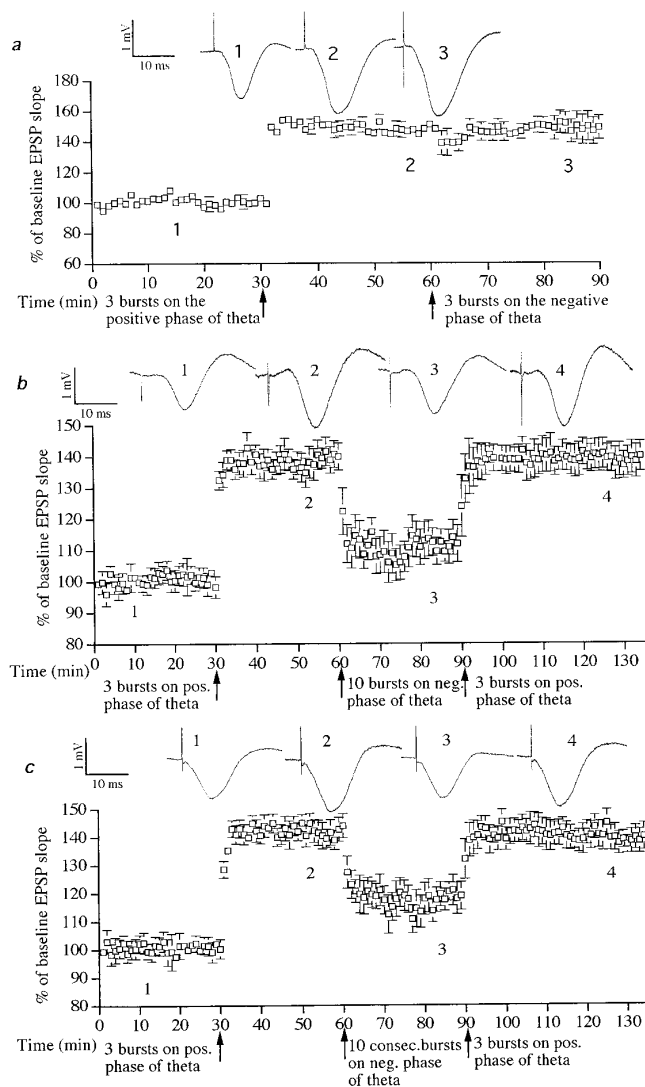 a
1 mV
10 ms
1
2
3
% of baseline EPSP slope
180
160
140
120
100
80
60
1
2
3
0
10
20
30
40
50
60
70
80
90
Time (min)
3 bursts on the
positive phase of theta
3 bursts on the negative
phase of theta
b
1 mV
10 ms
1
2
3
4
% of baseline EPSP slope
150
140
130
120
110
100
90
80
1
2
3
4
0 10 20 30 40 50 60 70 80 90 100 110 120 130
Time (min)
3 bursts on pos.
phase of theta
10 bursts on neg.
phase of theta
3 bursts on pos.
phase of theta
c
1 mV
10 ms
1
2
3
4
% of baseline EPSP slope
150
140
130
120
110
100
90
80
1
2
3
4
0 10 20 30 40 50 60 70 80 90 100 110 120 130
Time (min)
3 bursts on pos.
phase of theta
10 consec.bursts
on neg. phase
of theta
3 bursts on pos.
phase of theta